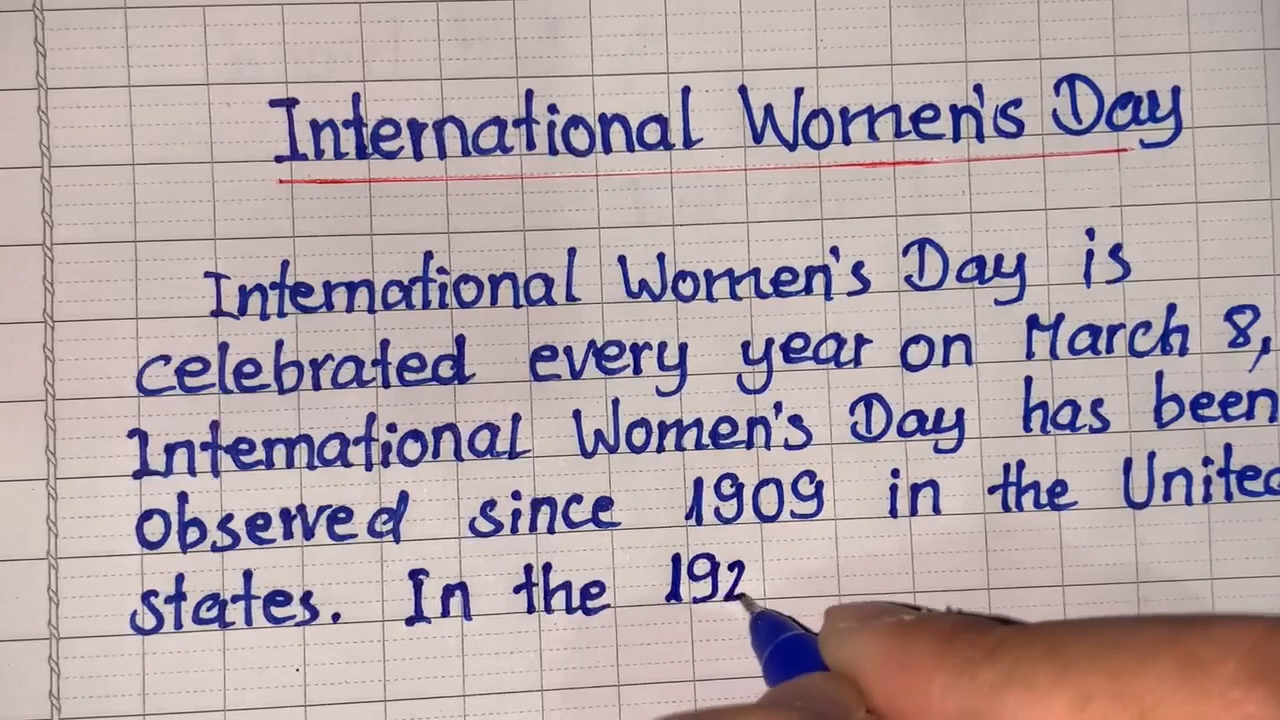 International Women's Day
International Women's Day is
celebrated every year on March 8,
International Women's Day has been
observed since 1909 in the United
states. In the 192